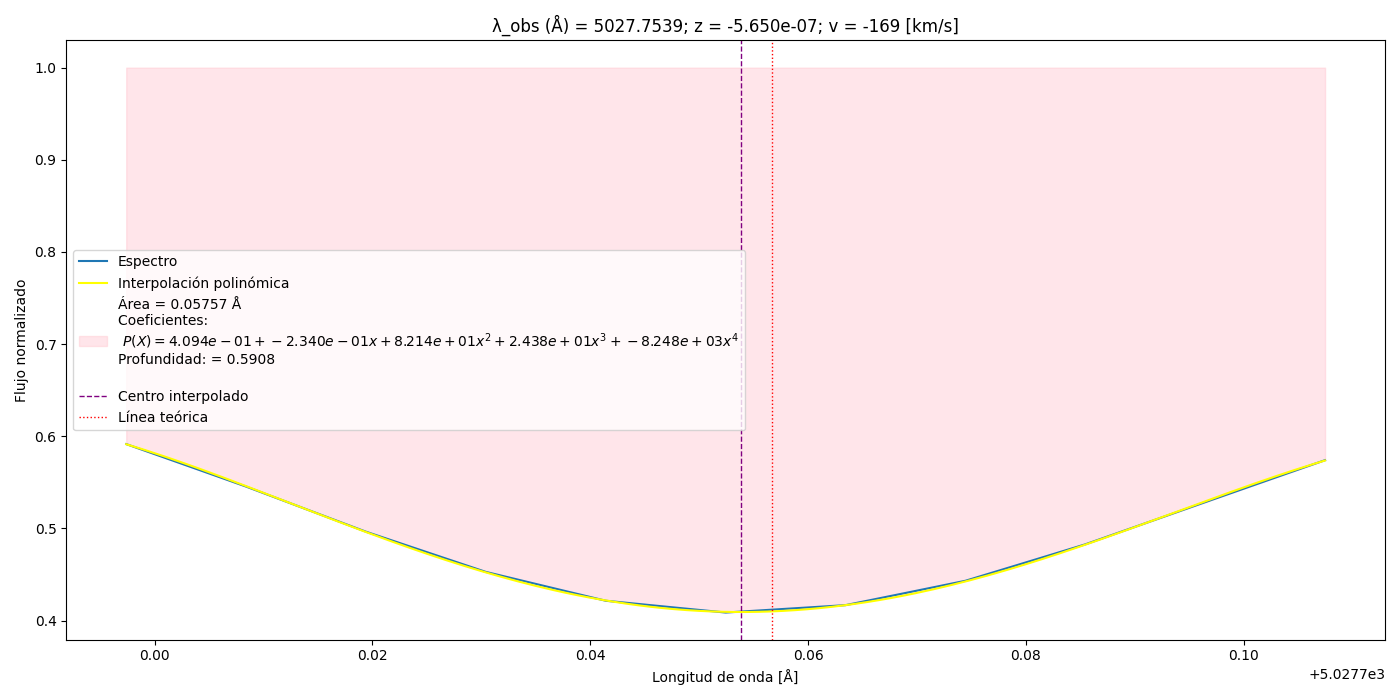 λ_obs (Å) = 5027.7539; z = -5.650e-07; v = -169 [km/s]
1.0
0.9
0.8
0.7
0.6
0.5
0.4
Flujo normalizado
Espectro
Interpolación polinómica
Área = 0.05757 Å
Coeficientes:
P(X) = 4.094e − 01 + −2.340e − 01x + 8.214e + 01x² + 2.438e + 01x³ + −8.248e + 03x⁴
Profundidad: = 0.5908
Centro interpolado
Línea teórica
0.00 0.02 0.04 0.06 0.08 0.10
Longitud de onda [Å]
+5.0277e3